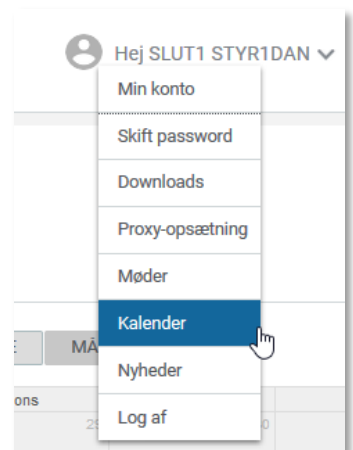 Hej SLUT1 STYR1DAN
Min konto
Skift password
Downloads
Proxy-opsætning
Møder
Kalender
MÅ
Nyheder
ons
Log af